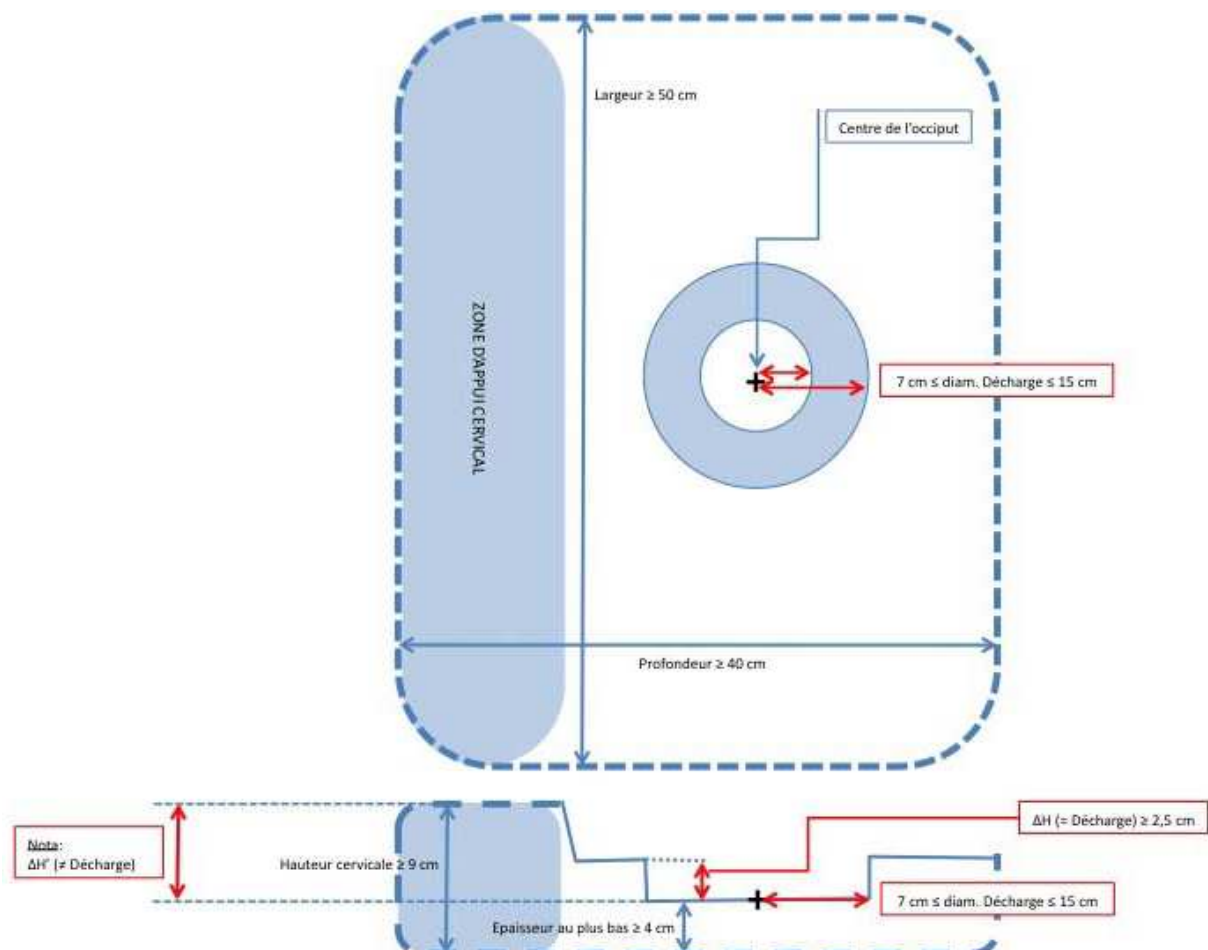 Largeur ≥ 50 cm
Centre de l'occiput
ZONE D'APPUI CERVICAL
7 cm ≤ diam. Décharge ≤ 15 cm
Profondeur ≥ 40 cm
ΔH (= Décharge) ≥ 2,5 cm
Nota:
ΔH' (≠ Décharge)
Hauteur cervicale ≥ 9 cm
7 cm ≤ diam. Décharge ≤ 15 cm
Epaisseur au plus bas ≥ 4 cm